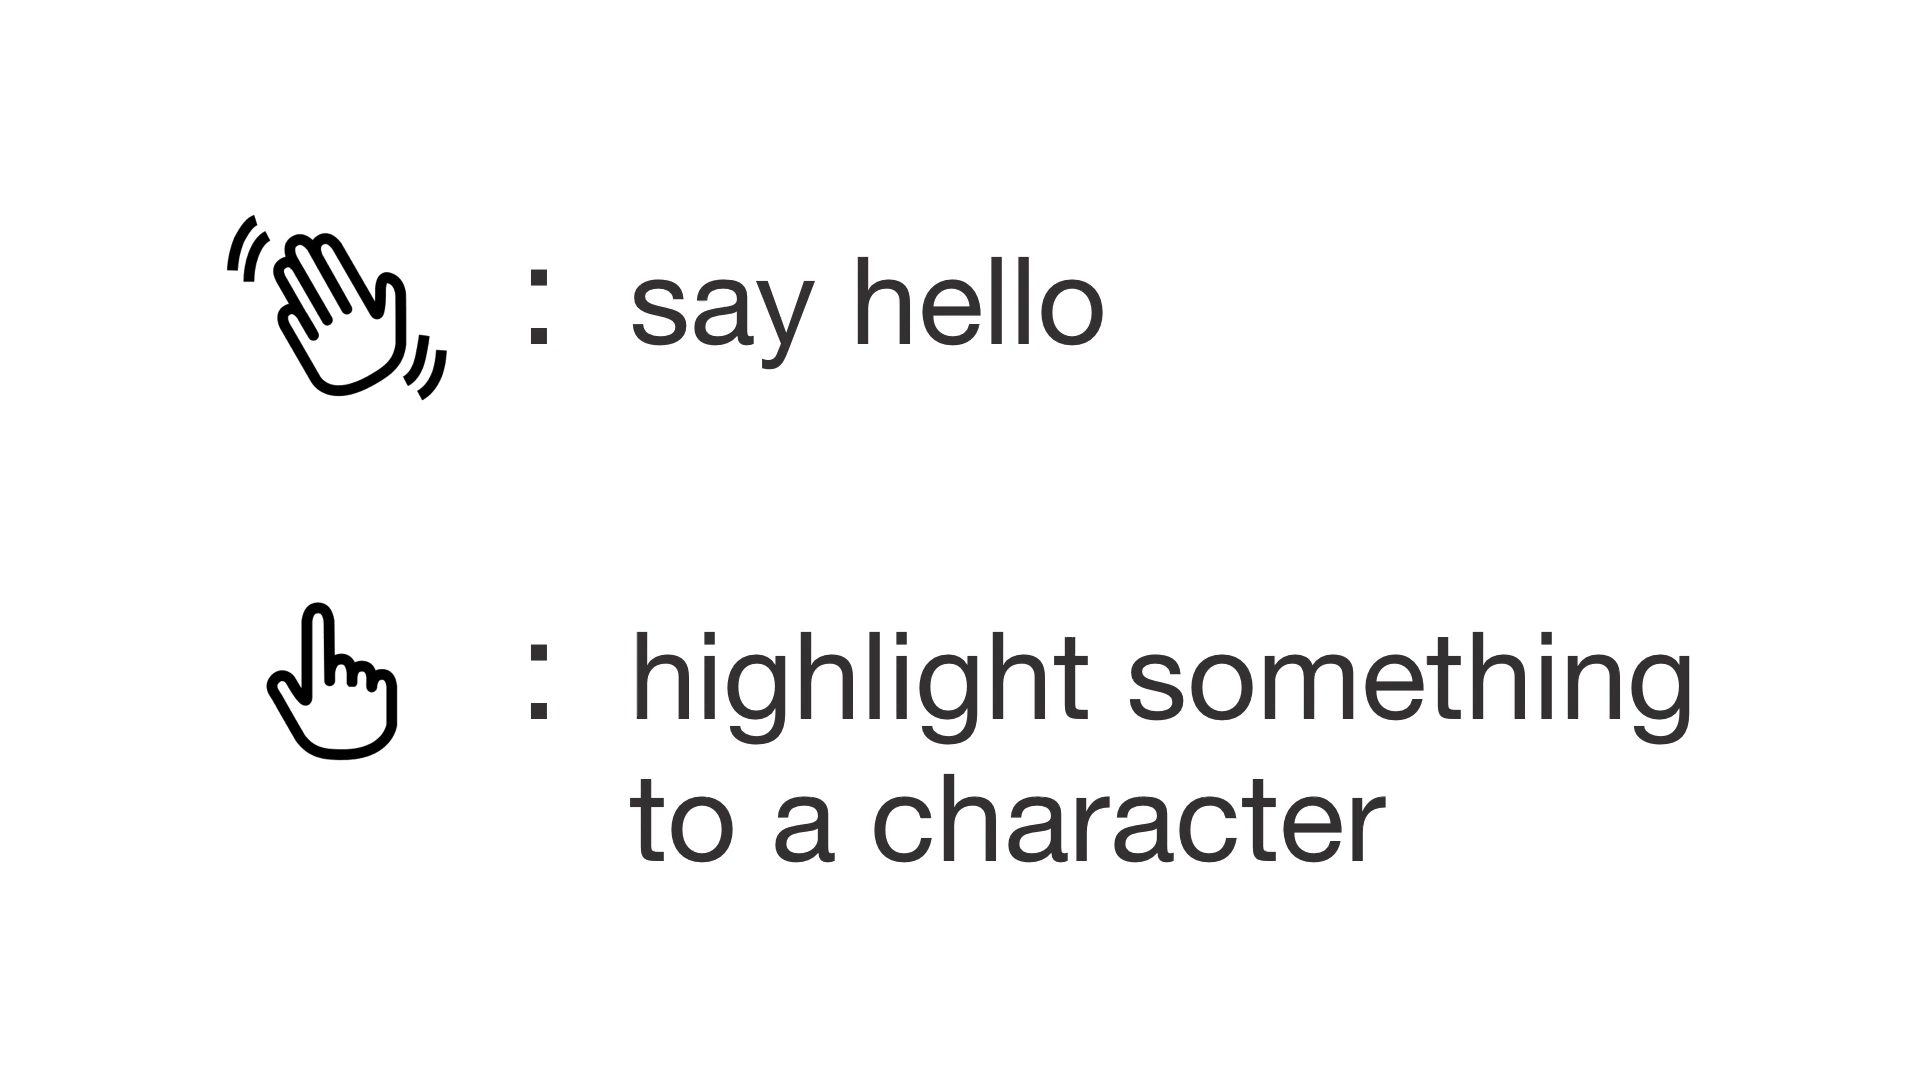 : say hello
: highlight something
to a character